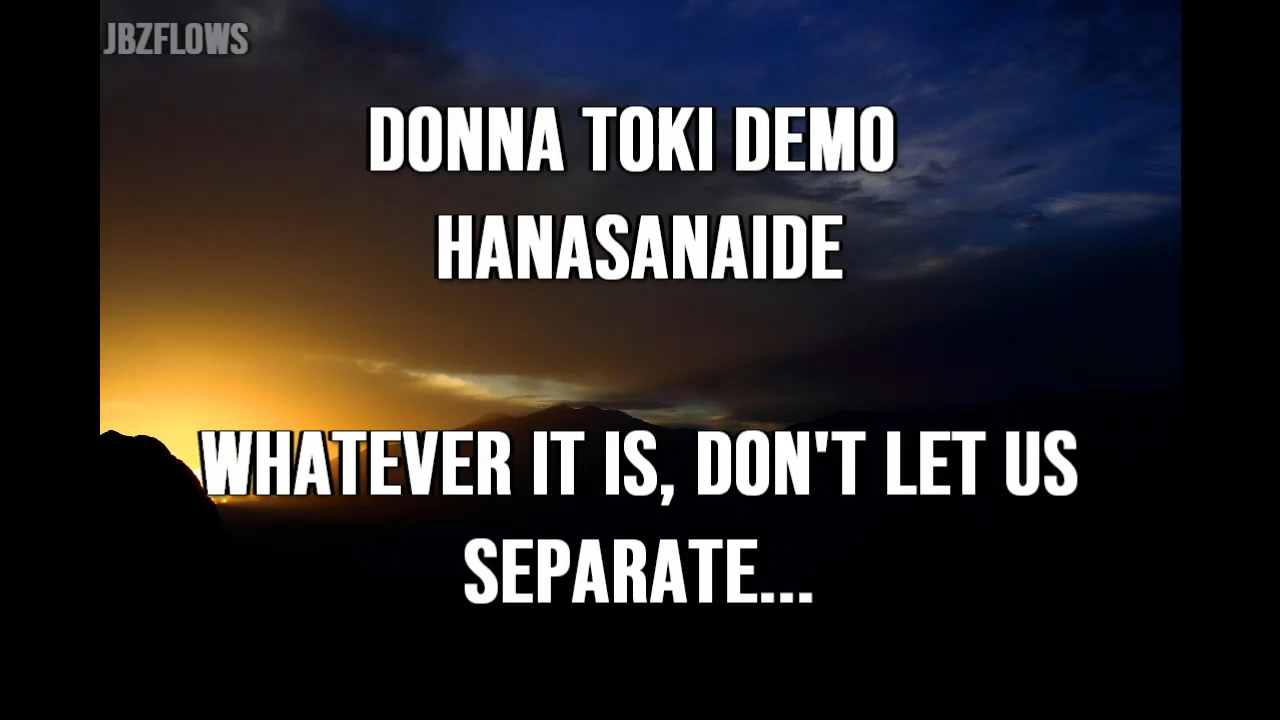 JBZFLOWS
DONNA TOKI DEMO
HANASANAIDE
WHATEVER IT IS, DON'T LET US
SEPARATE...